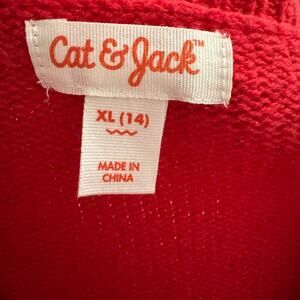 Cat & Jack™
XL (14)
MADE IN
CHINA